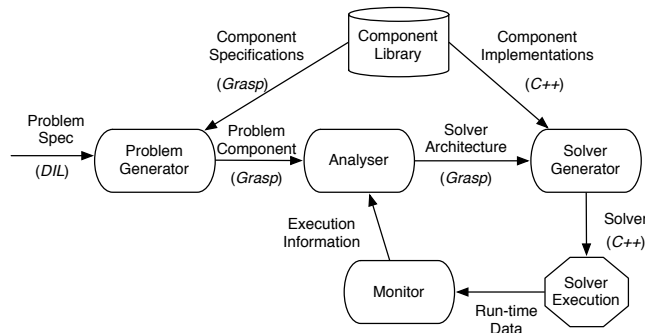 Component
Specifications
(Grasp)
Component
Library
Component
Implementations
(C++)
Problem
Spec
(DIL)
Problem
Generator
Problem
Component
(Grasp)
Analyser
Solver
Architecture
(Grasp)
Solver
Generator
Execution
Information
Solver
(C++)
Monitor
Run-time
Data
Solver
Execution